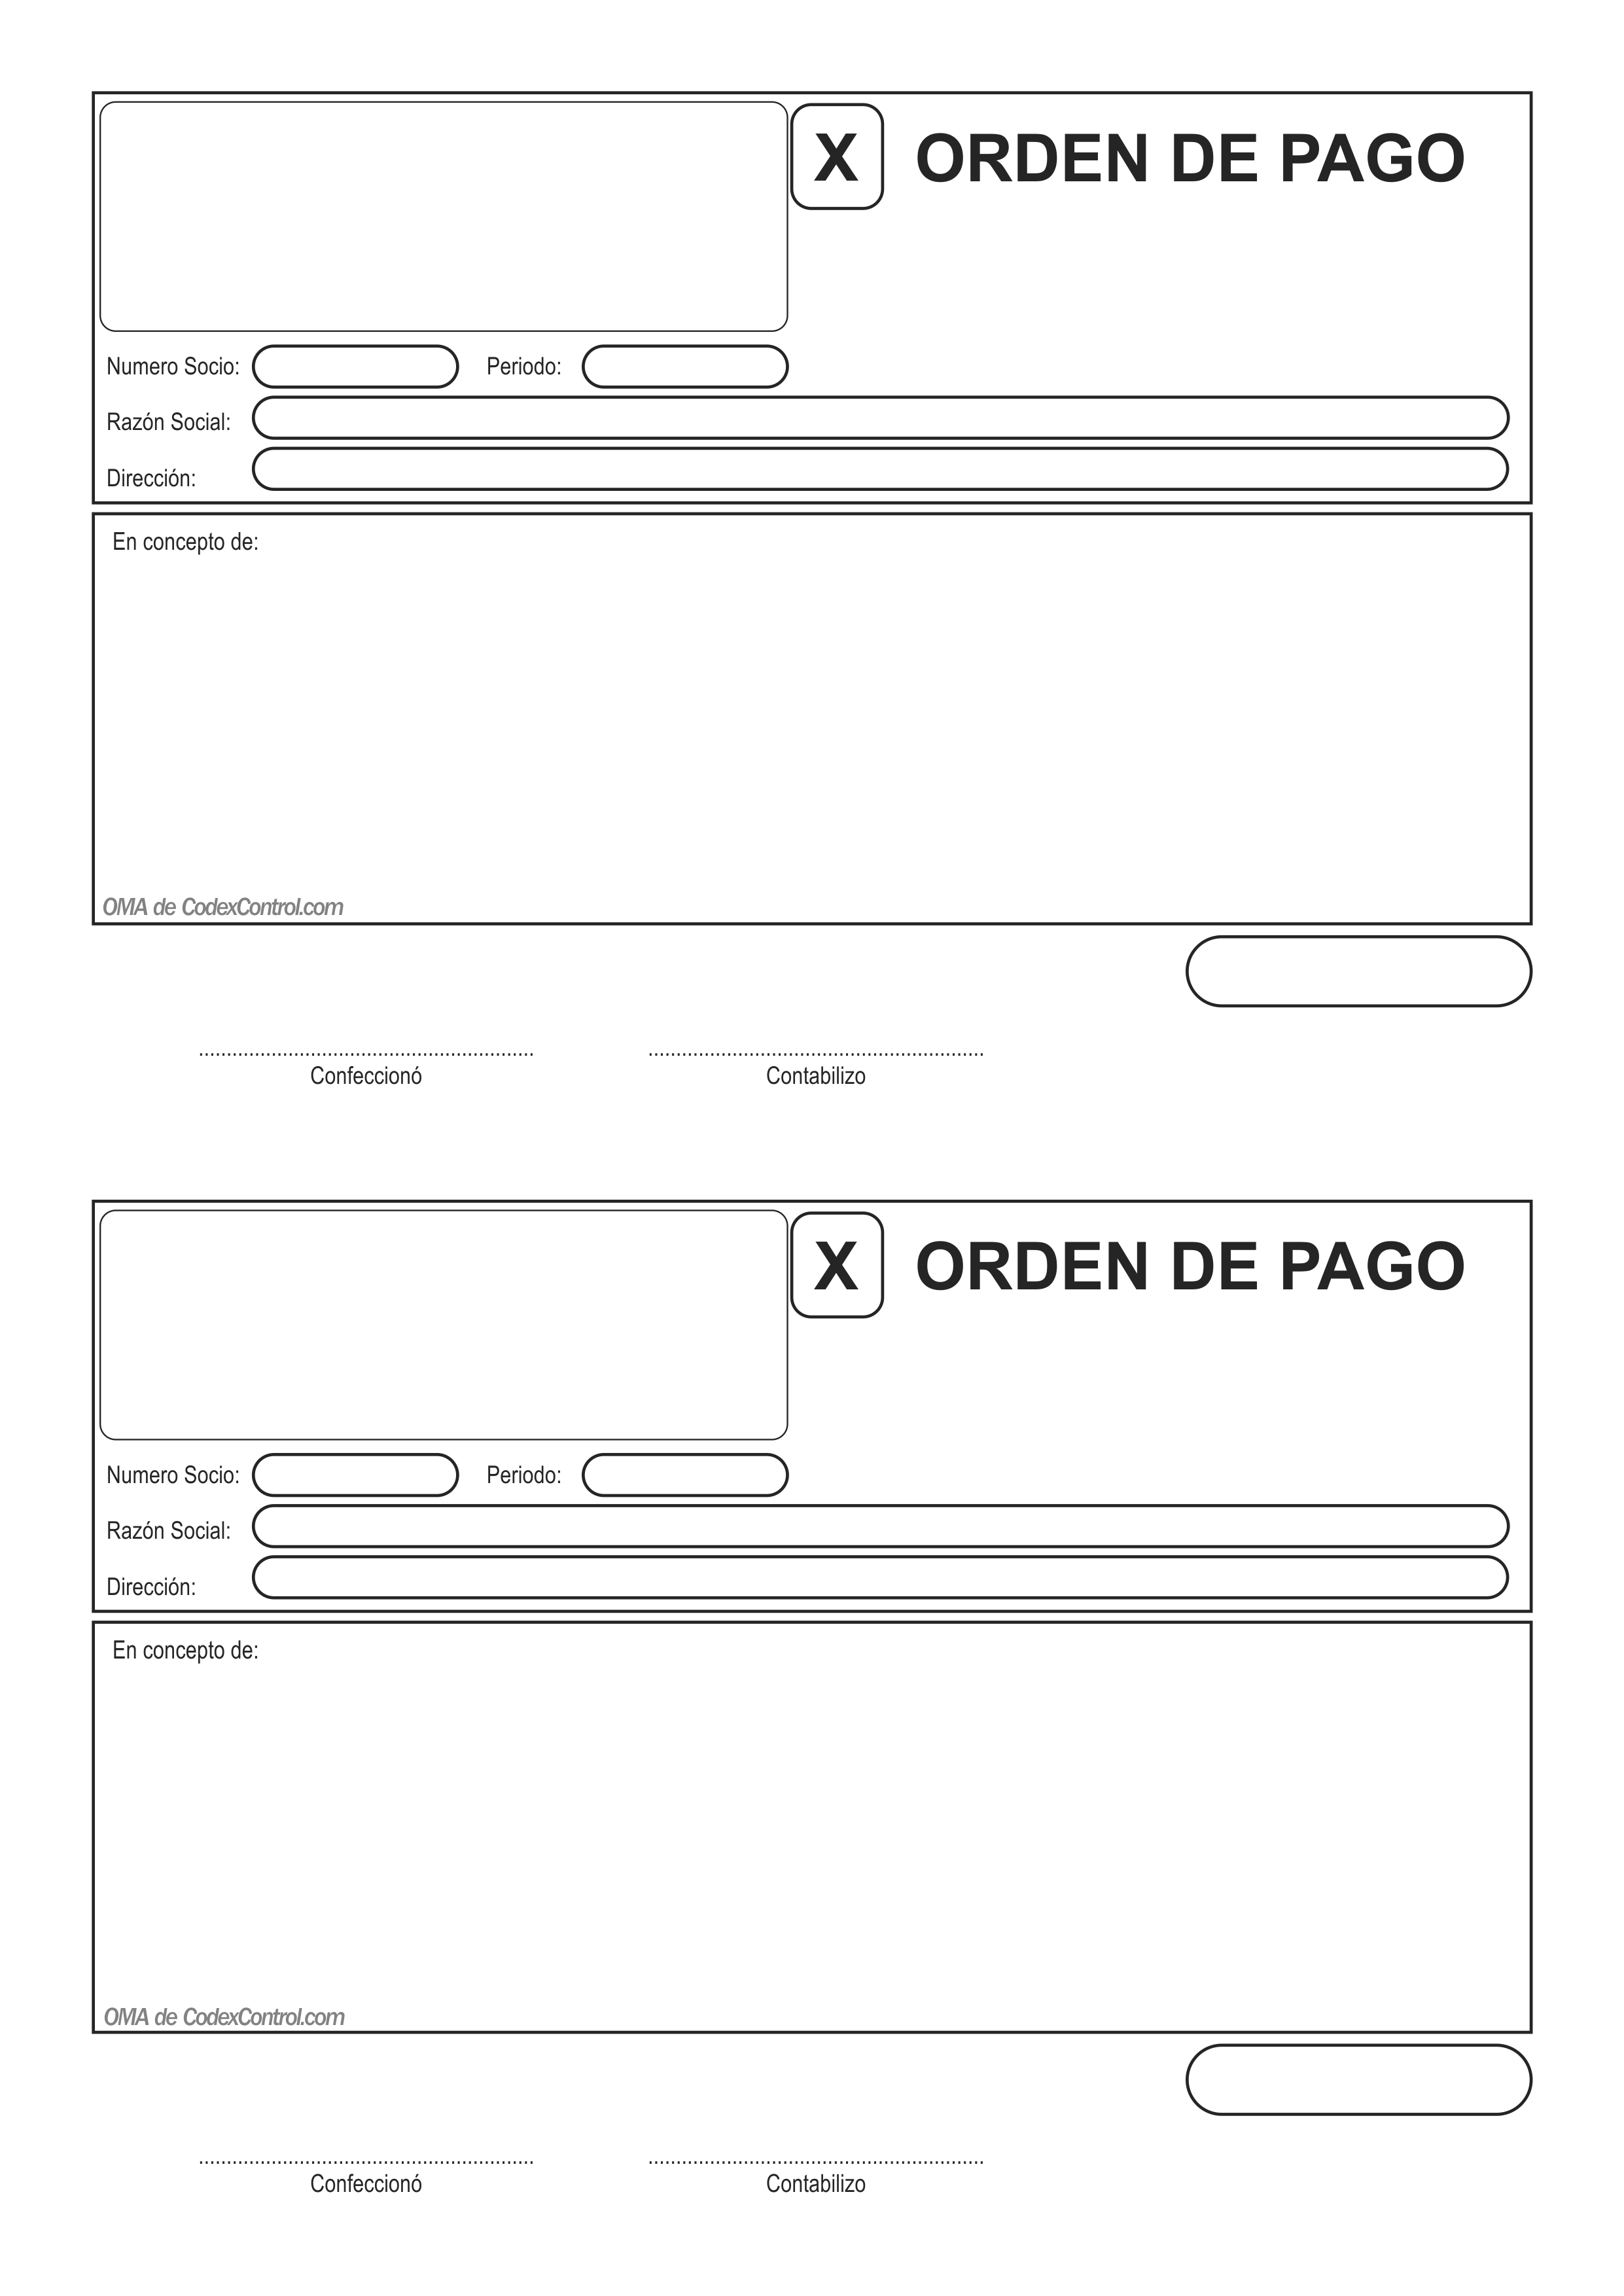 X ORDEN DE PAGO
Numero Socio: Periodo:
Razón Social:
Dirección:
En concepto de:
OMA de CodexControl.com
Confeccionó Contabilizo
X ORDEN DE PAGO
Numero Socio: Periodo:
Razón Social:
Dirección:
En concepto de:
OMA de CodexControl.com
Confeccionó Contabilizo